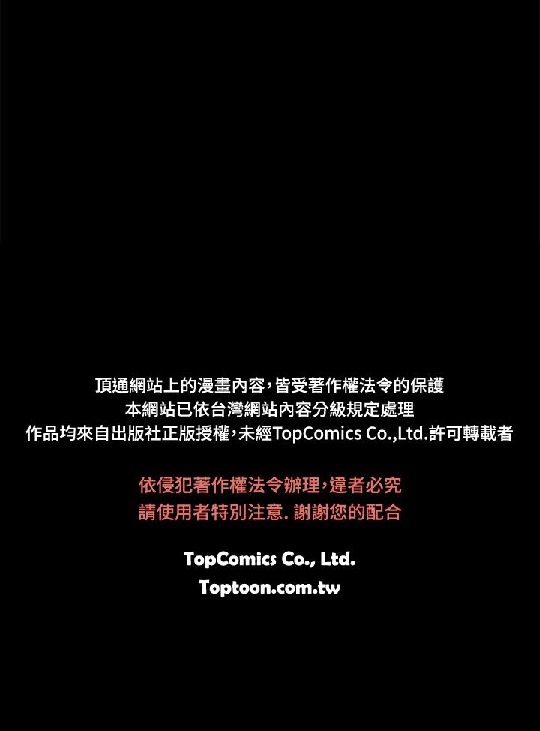 頂通網站上的漫畫內容,皆受著作權法令的保護
本網站已依台灣網站內容分級規定處理
作品均來自出版社正版授權,未經TopComics Co.,Ltd.許可轉載者
依侵犯著作權法令辦理,違者必究
請使用者特別注意. 謝謝您的配合
TopComics Co., Ltd.
Toptoon.com.tw